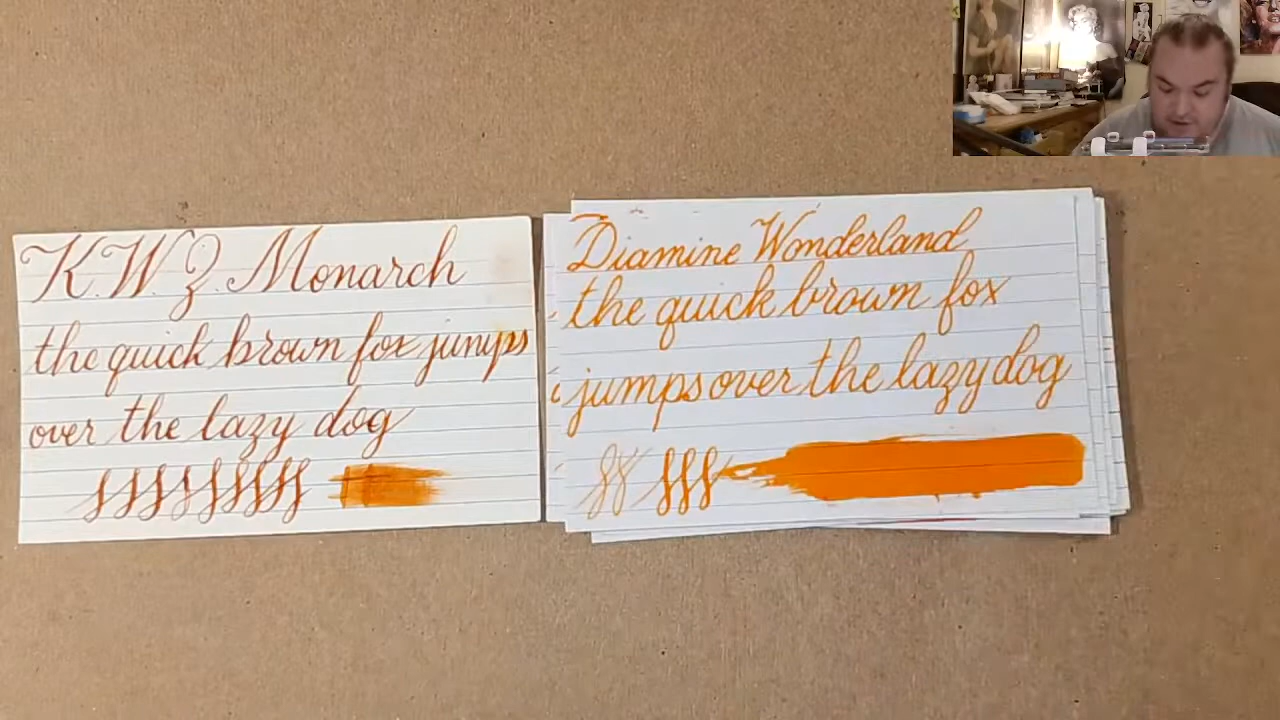 K.W.Z. Monarch
the quick brown fox jumps
over the lazy dog
Diamine Wonderland
the quick brown fox
jumps over the lazy dog